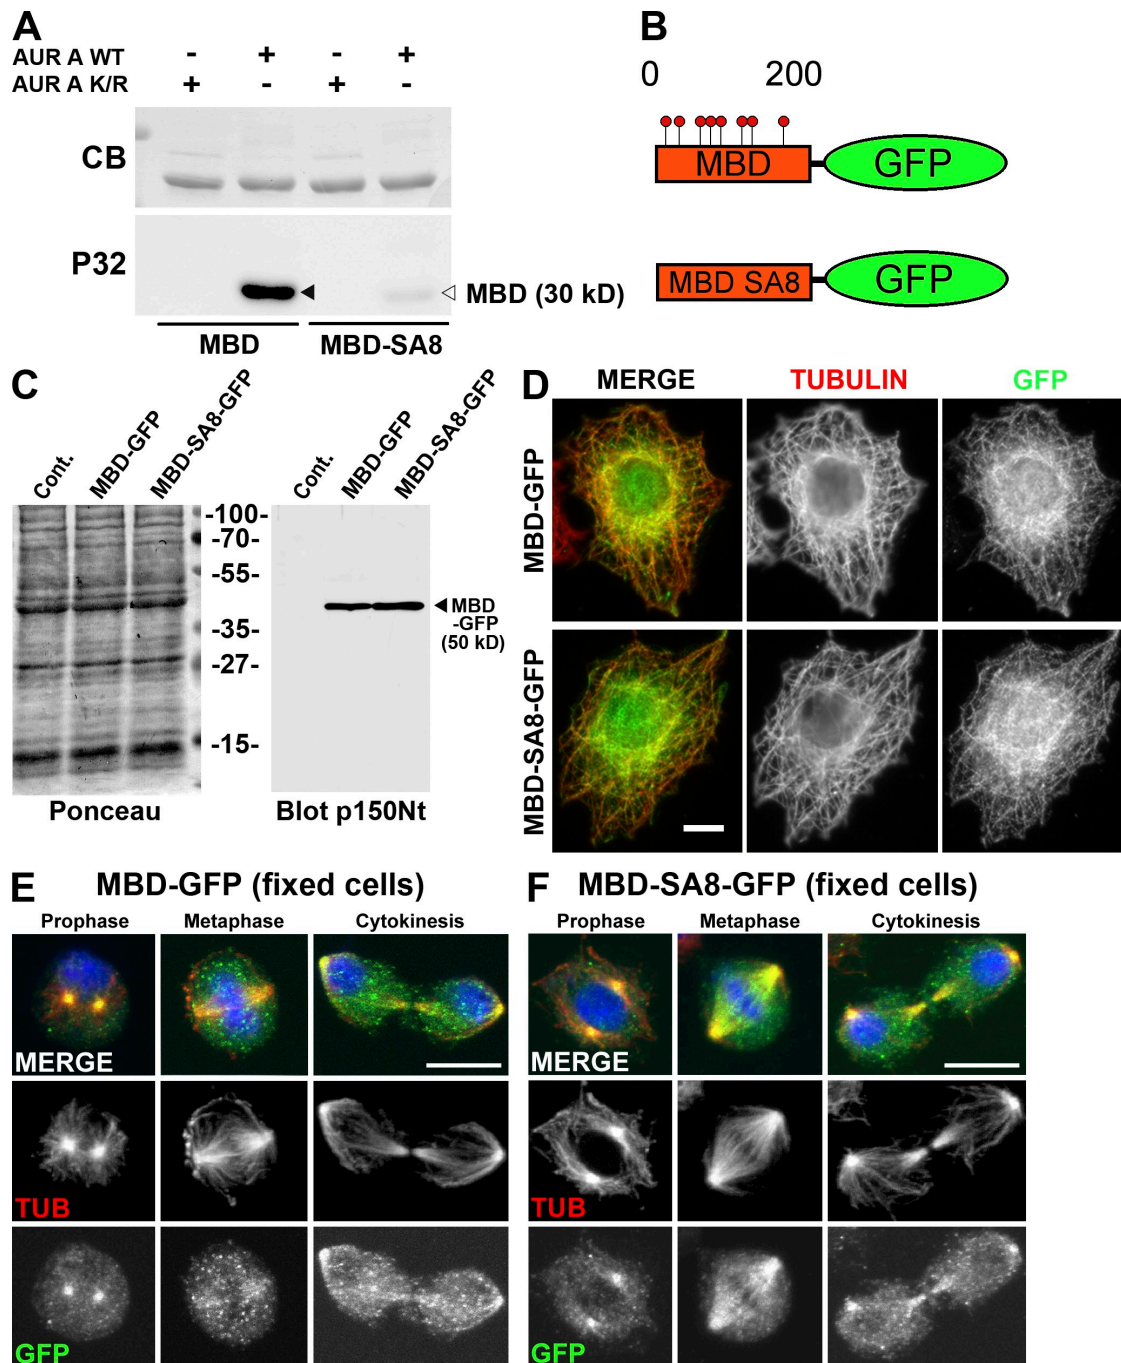 A
AUR A WT - + - +
AUR A K/R + - + -
CB
P32
MBD (30 kD)
MBD MBD-SA8
B
0 200
MBD GFP
MBD SA8 GFP
C
Cont. MBD-GFP MBD-SA8-GFP
Cont. MBD-GFP MBD-SA8-GFP
-100-
-70-
-55-
-35-
-27-
-15-
MBD
-GFP
(50 kD)
Ponceau Blot p150Nt
D
MERGE TUBULIN GFP
MBD-GFP
MBD-SA8-GFP
E MBD-GFP (fixed cells)
Prophase Metaphase Cytokinesis
MERGE
TUB
GFP
F MBD-SA8-GFP (fixed cells)
Prophase Metaphase Cytokinesis
MERGE
TUB
GFP